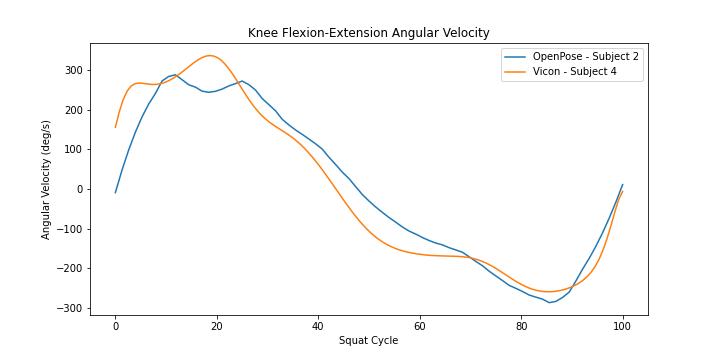 Knee Flexion-Extension Angular Velocity
OpenPose - Subject 2
Vicon - Subject 4
Angular Velocity (deg/s)
300
200
100
0
−100
−200
−300
0
20
40
60
80
100
Squat Cycle